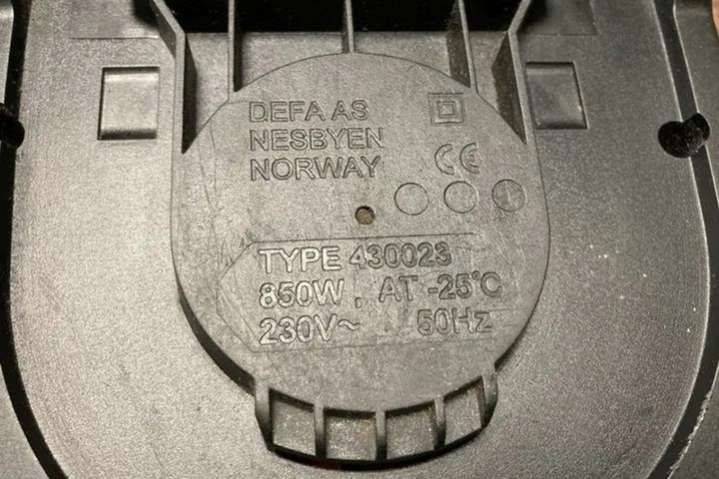 DEFA AS
NESBYEN
NORWAY
CE
TYPE 430023
850W, AT -25°C
230V~ 50Hz